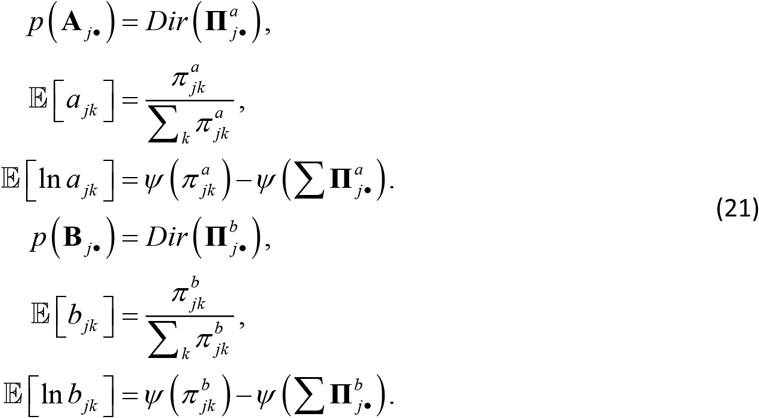 p(𝐀_{j•}) = Dir(𝚷^a_{j•}),
𝔼[a_{jk}] = π^a_{jk} / ∑_k π^a_{jk},
𝔼[ln a_{jk}] = ψ(π^a_{jk}) − ψ(∑ 𝚷^a_{j•}).
p(𝐁_{j•}) = Dir(𝚷^b_{j•}),
(21)
𝔼[b_{jk}] = π^b_{jk} / ∑_k π^b_{jk},
𝔼[ln b_{jk}] = ψ(π^b_{jk}) − ψ(∑ 𝚷^b_{j•}).